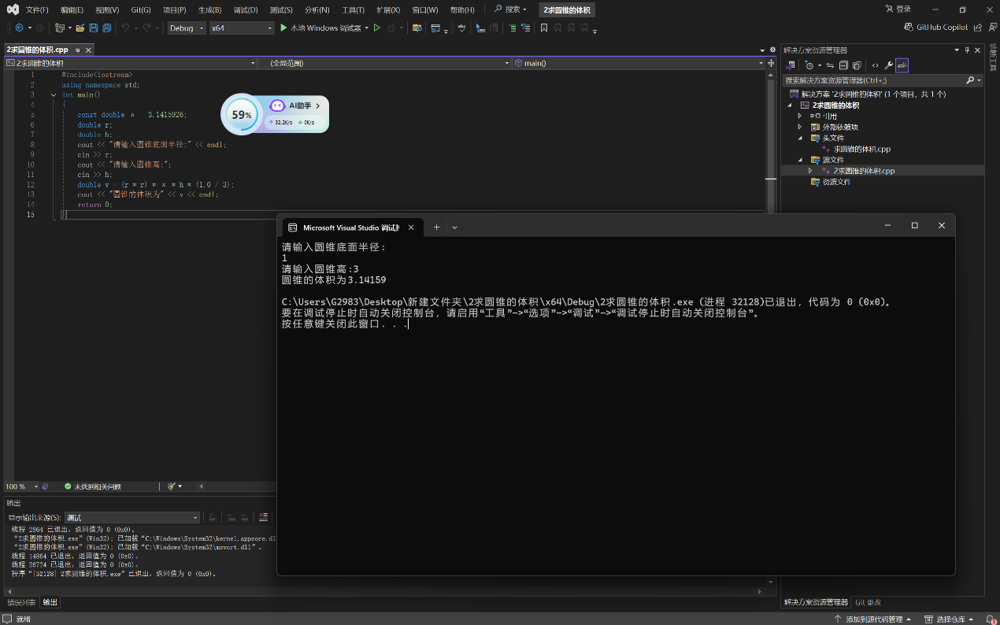 文件(F) 编辑(E) 视图(V) Git(G) 项目(P) 生成(B) 调试(D) 测试(S) 分析(N) 工具(T) 扩展(X) 窗口(W) 帮助(H) 搜索 2求圆锥的体积 登录
Debug x64 本地 Windows 调试器 GitHub Copilot
2求圆锥的体积.cpp
2求圆锥的体积 (全局范围) main()
1 #include<iostream>
2 using namespace std;
3 int main()
4 {
5 const double π = 3.1415926;
6 double r;
7 double h;
8 cout << "请输入圆锥底面半径:" << endl;
9 cin >> r;
10 cout << "请输入圆锥高:";
11 cin >> h;
12 double v = (r * r) * π * h * (1.0 / 3);
13 cout << "圆锥的体积为" << v << endl;
14 return 0;
15 }
59% AI助手
32.2K/s 0K/s
Microsoft Visual Studio 调试
请输入圆锥底面半径:
1
请输入圆锥高:3
圆锥的体积为3.14159
C:\Users\G2983\Desktop\新建文件夹\2求圆锥的体积\x64\Debug\2求圆锥的体积.exe (进程 32128)已退出，代码为 0 (0x0)。
要在调试停止时自动关闭控制台，请启用“工具”->“选项”->“调试”->“调试停止时自动关闭控制台”。
按任意键关闭此窗口. . .
解决方案资源管理器
搜索解决方案资源管理器(Ctrl+;)
解决方案 '2求圆锥的体积' (1 个项目，共 1 个)
2求圆锥的体积
引用
外部依赖项
头文件
求圆锥的体积.cpp
源文件
2求圆锥的体积.cpp
资源文件
诊断工具
100 % 未找到相关问题
输出
显示输出来源(S): 调试
线程 2964 已退出，返回值为 0 (0x0)。
“2求圆锥的体积.exe”(Win32): 已加载“C:\Windows\System32\kernel.appcore.dl
“2求圆锥的体积.exe”(Win32): 已加载“C:\Windows\System32\msvcrt.dll”。
线程 14864 已退出，返回值为 0 (0x0)。
线程 26724 已退出，返回值为 0 (0x0)。
程序“[32128] 2求圆锥的体积.exe”已退出，返回值为 0 (0x0)。
错误列表 输出
解决方案资源管理器 Git 更改
就绪 添加到源代码管理 选择仓库 1